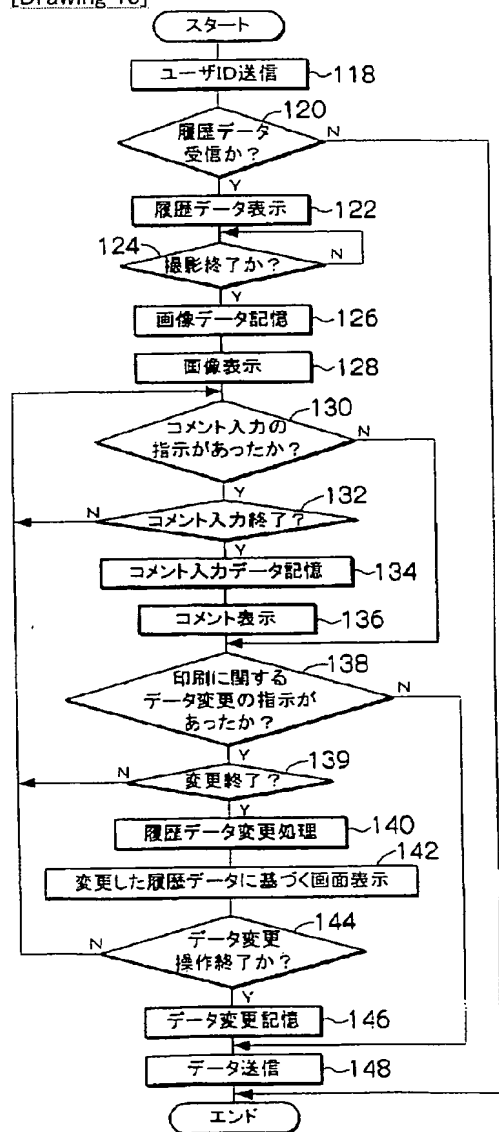 [Drawing 10]
スタート
ユーザID送信
118
120
履歴データ
受信か？
N
Y
履歴データ表示
122
124
撮影終了か？
N
Y
画像データ記憶
126
画像表示
128
130
コメント入力の
指示があったか？
N
Y
132
コメント入力終了？
N
Y
コメント入力データ記憶
134
コメント表示
136
138
印刷に関する
データ変更の指示が
あったか？
N
Y
139
変更終了？
N
Y
履歴データ変更処理
140
142
変更した履歴データに基づく画面表示
144
データ変更
操作終了か？
N
Y
データ変更記憶
146
データ送信
148
エンド